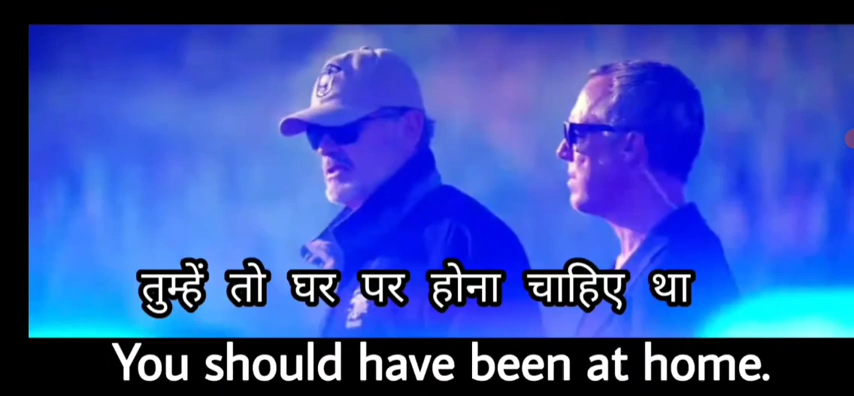 तुम्हें तो घर पर होना चाहिए था
You should have been at home.